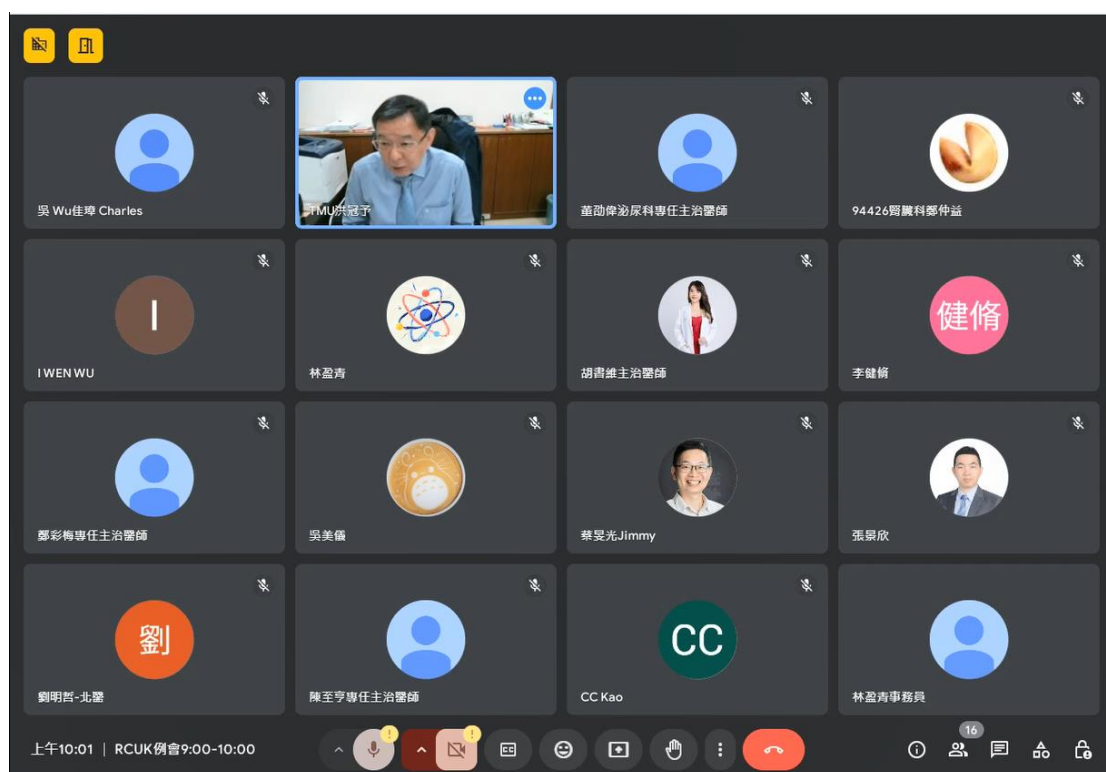 吳 Wu佳璋 Charles
TMU洪冠予
董劭偉泌尿科專任主治醫師
94426腎臟科鄭仲益
I
I WEN WU
林盈青
胡書維主治醫師
健脩
李健脩
鄭彩梅專任主治醫師
吳美儀
蔡旻光Jimmy
張景欣
劉
劉明哲-北醫
陳至亨專任主治醫師
CC
CC Kao
林盈青事務員
上午10:01 | RCUK例會9:00-10:00
CC
16